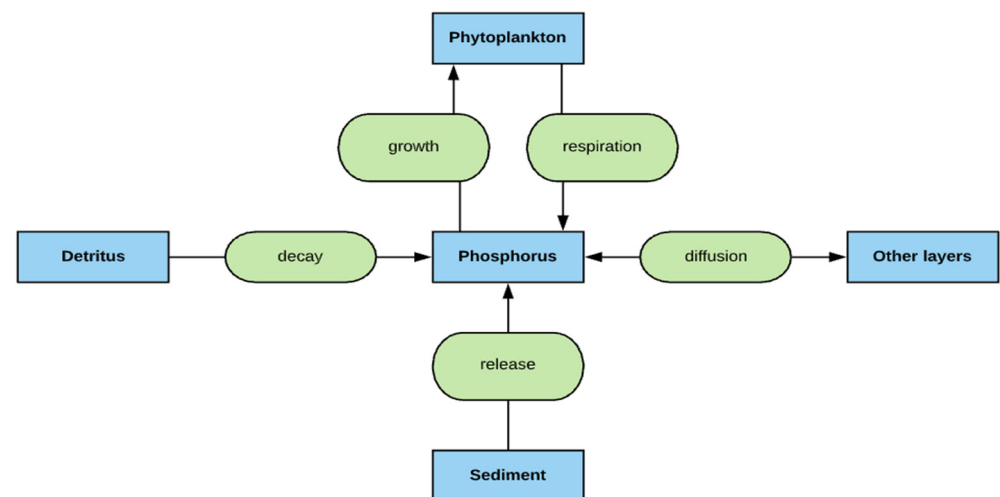 Phytoplankton
growth
respiration
Detritus
decay
Phosphorus
diffusion
Other layers
release
Sediment